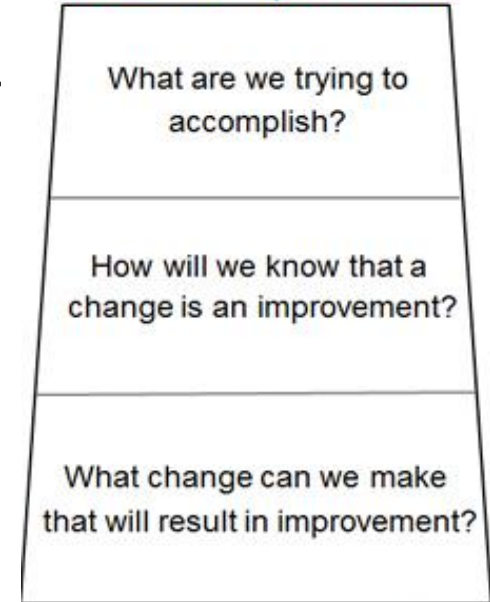 What are we trying to
accomplish?
How will we know that a
change is an improvement?
What change can we make
that will result in improvement?